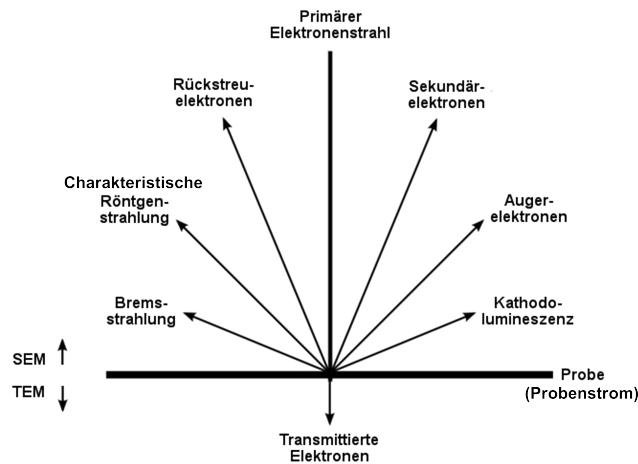 Primärer
Elektronenstrahl
Rückstreu-
elektronen
Sekundär-
elektronen
Charakteristische
Röntgen-
strahlung
Auger-
elektronen
Brems-
strahlung
Kathodo-
lumineszenz
SEM
TEM
Probe
(Probenstrom)
Transmittierte
Elektronen